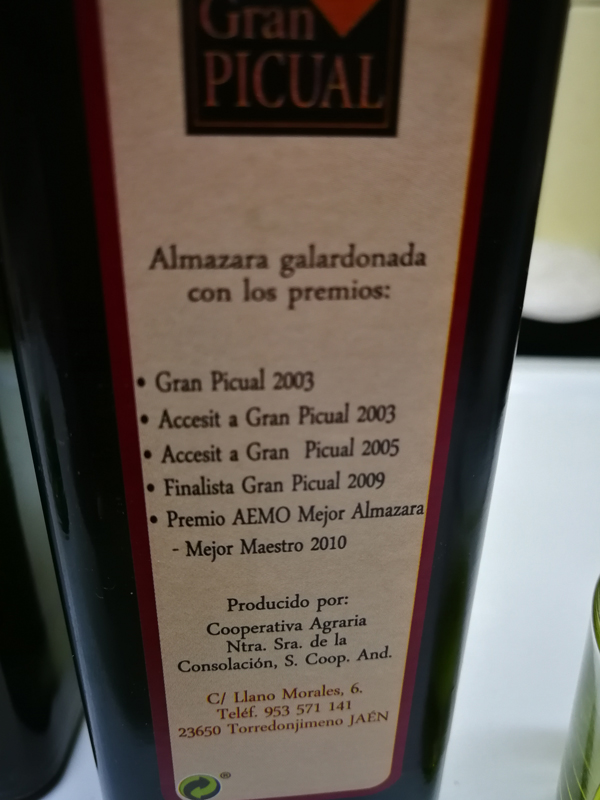 Gran
PICUAL
Almazara galardonada
con los premios:
• Gran Picual 2003
• Accesit a Gran Picual 2003
• Accesit a Gran Picual 2005
• Finalista Gran Picual 2009
• Premio AEMO Mejor Almazara
- Mejor Maestro 2010
Producido por:
Cooperativa Agraria
Ntra. Sra. de la
Consolación, S. Coop. And.
C/ Llano Morales, 6.
Teléf. 953 571 141
23650 Torredonjimeno JAÉN
®